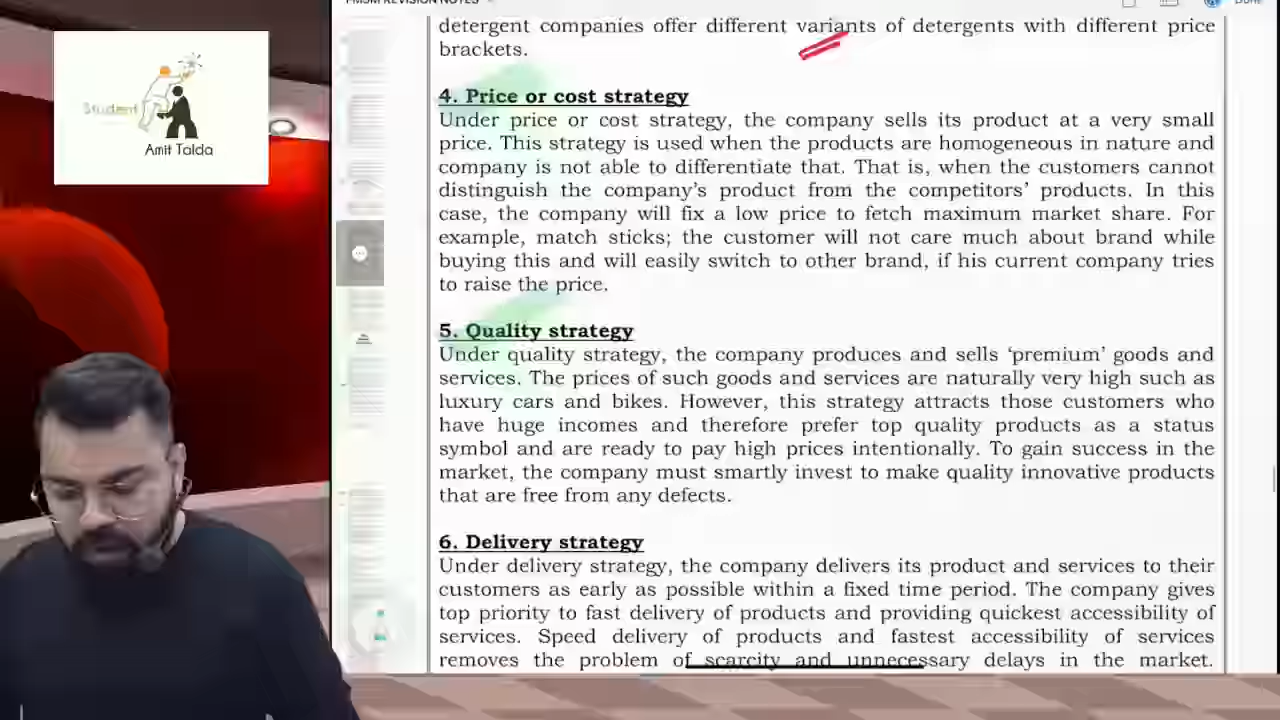 Student
Amit Talda
detergent companies offer different variants of detergents with different price
brackets.
4. Price or cost strategy
Under price or cost strategy, the company sells its product at a very small
price. This strategy is used when the products are homogeneous in nature and
company is not able to differentiate that. That is, when the customers cannot
distinguish the company's product from the competitors' products. In this
case, the company will fix a low price to fetch maximum market share. For
example, match sticks; the customer will not care much about brand while
buying this and will easily switch to other brand, if his current company tries
to raise the price.
5. Quality strategy
Under quality strategy, the company produces and sells 'premium' goods and
services. The prices of such goods and services are naturally very high such as
luxury cars and bikes. However, this strategy attracts those customers who
have huge incomes and therefore prefer top quality products as a status
symbol and are ready to pay high prices intentionally. To gain success in the
market, the company must smartly invest to make quality innovative products
that are free from any defects.
6. Delivery strategy
Under delivery strategy, the company delivers its product and services to their
customers as early as possible within a fixed time period. The company gives
top priority to fast delivery of products and providing quickest accessibility of
services. Speed delivery of products and fastest accessibility of services
removes the problem of scarcity and unnecessary delays in the market.